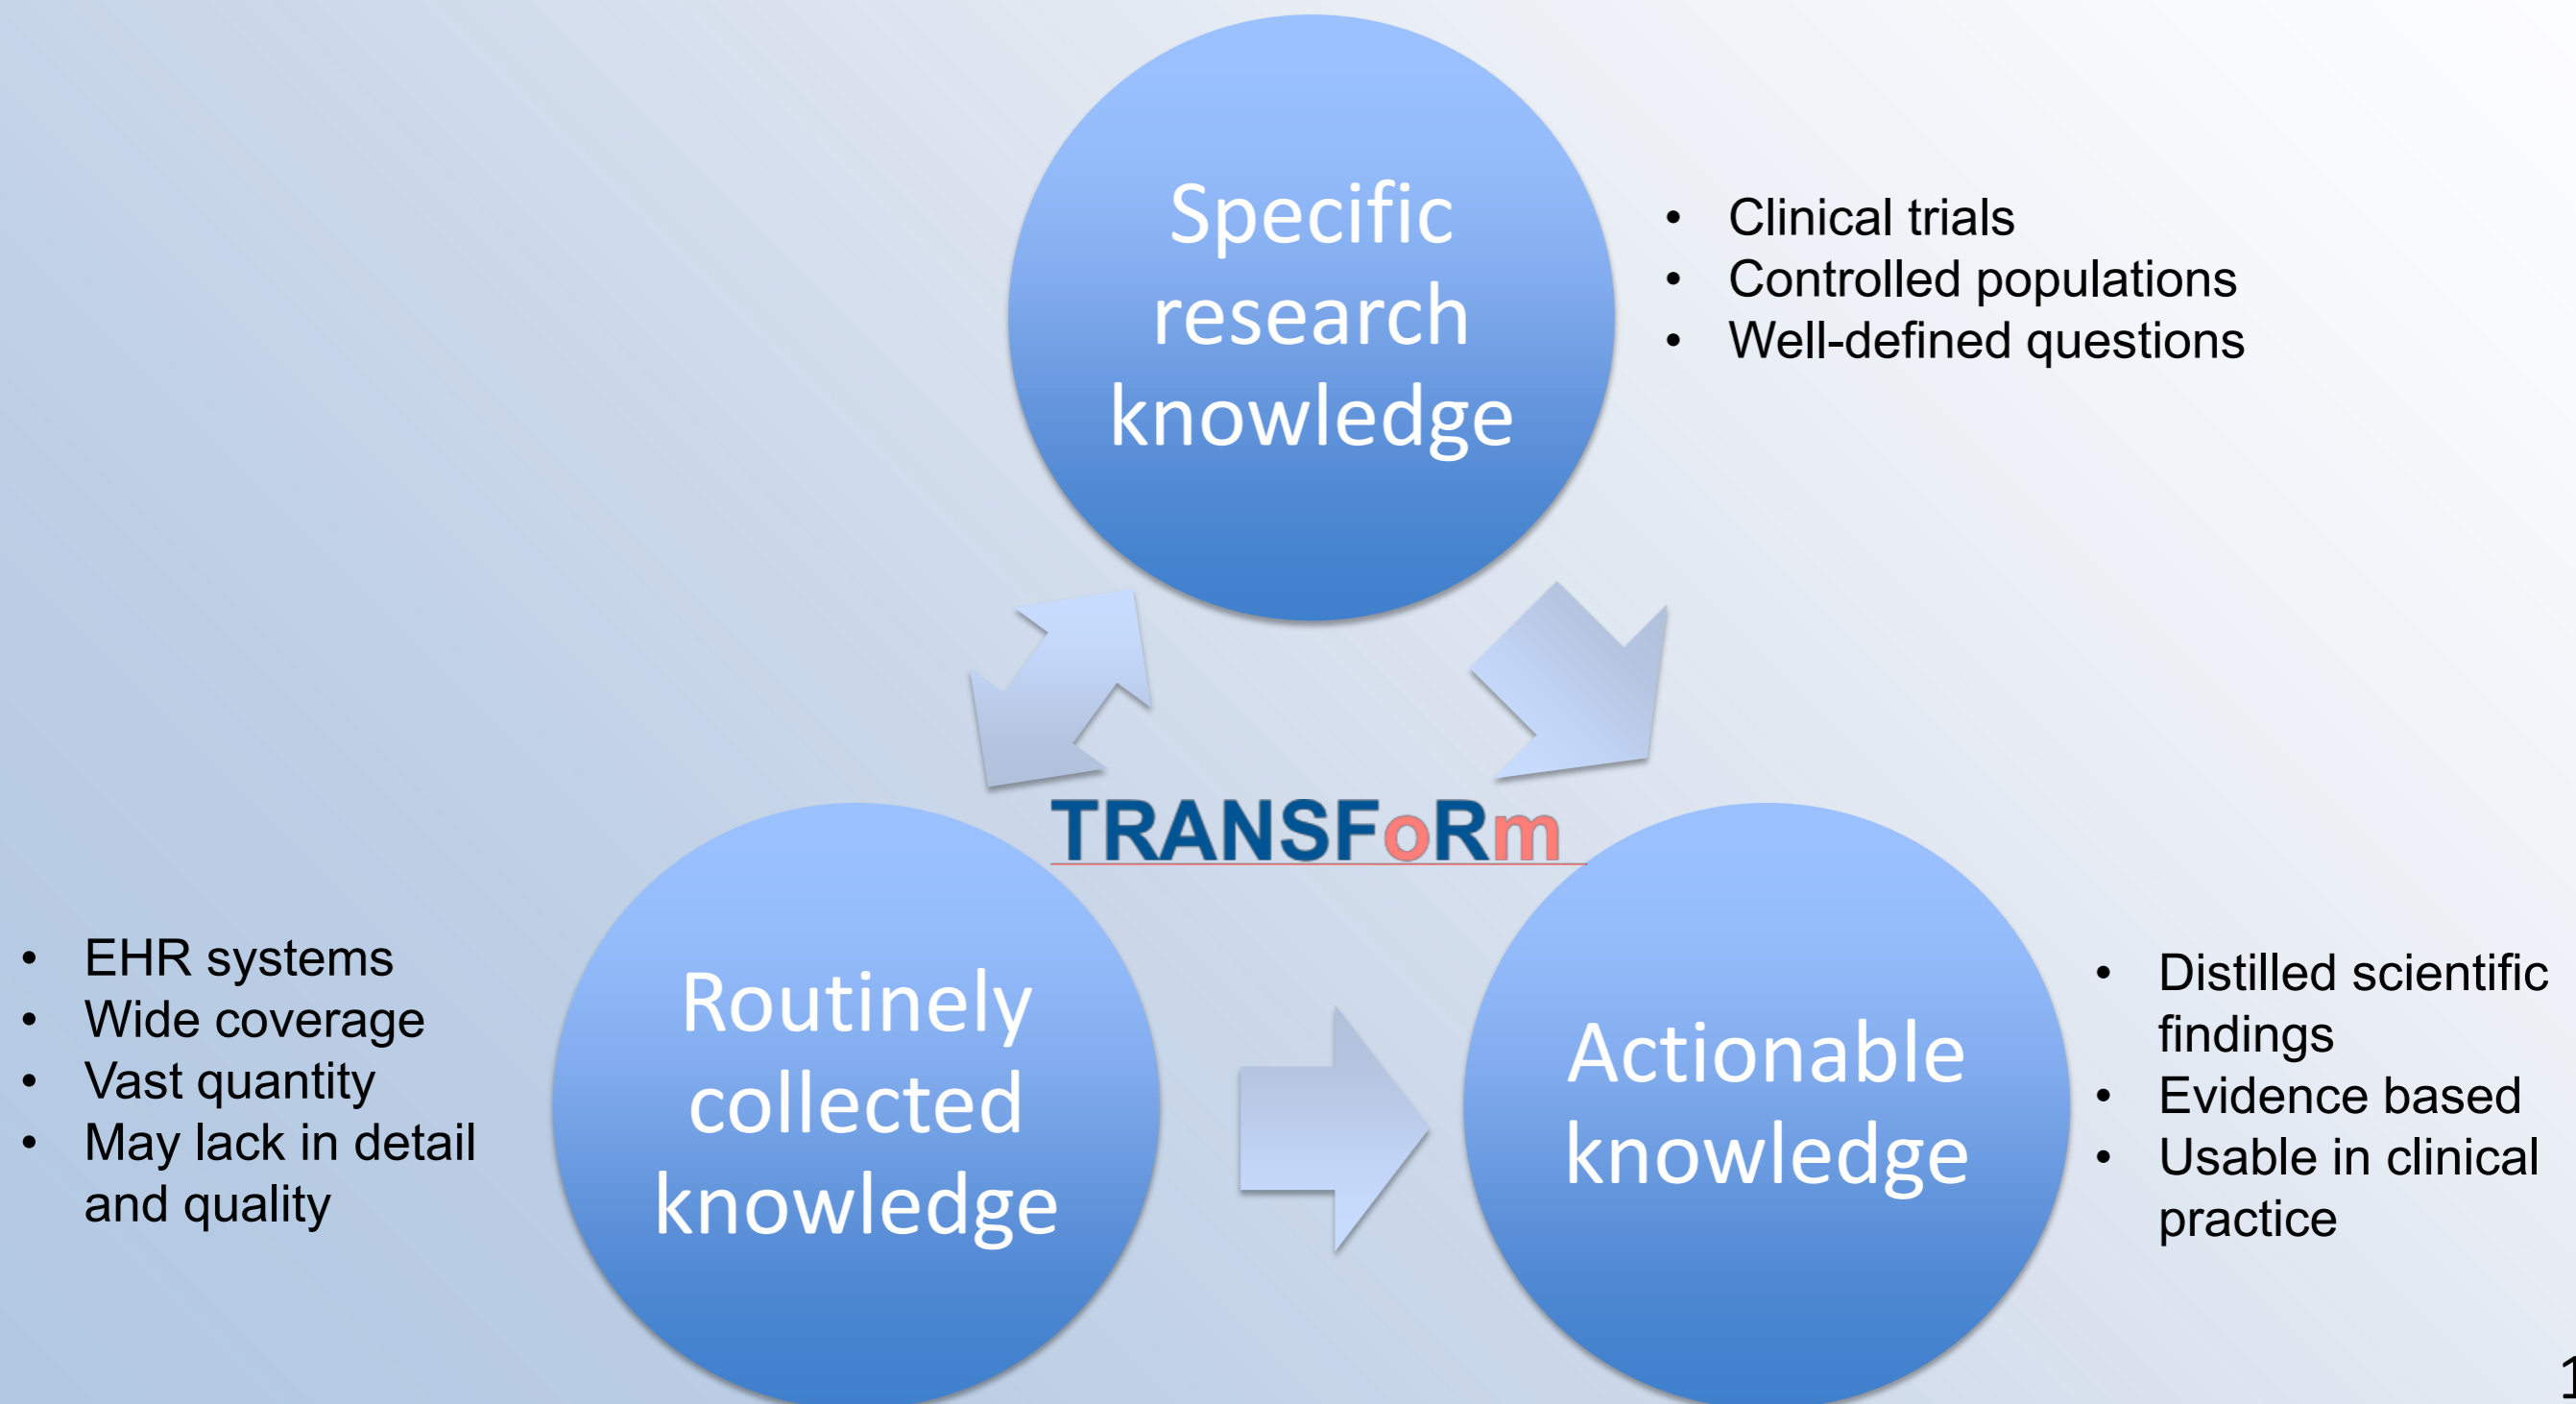 Specific
research
knowledge
• Clinical trials
• Controlled populations
• Well-defined questions
TRANSFoRm
• EHR systems
• Wide coverage
• Vast quantity
• May lack in detail
and quality
Routinely
collected
knowledge
Actionable
knowledge
• Distilled scientific
findings
• Evidence based
• Usable in clinical
practice
1